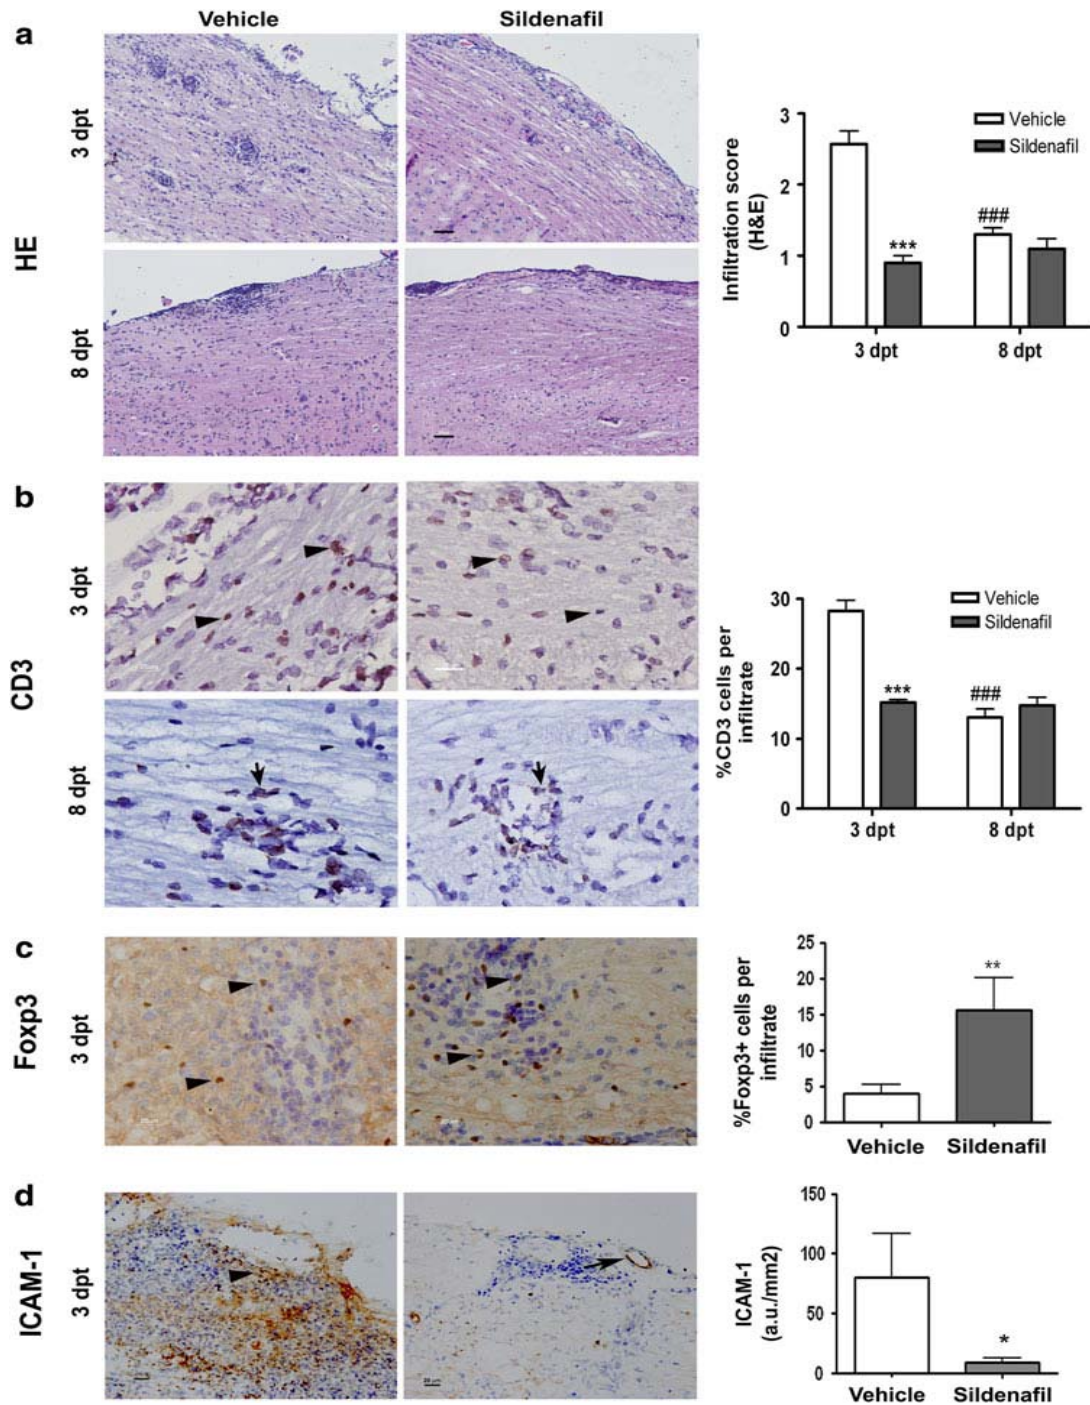 Vehicle
Sildenafil
a
HE
3 dpt
8 dpt
3
2
1
0
Infiltration score
(H&E)
Vehicle
Sildenafil
***
###
3 dpt
8 dpt
b
CD3
3 dpt
8 dpt
30
20
10
0
%CD3 cells per
infiltrate
Vehicle
Sildenafil
***
###
3 dpt
8 dpt
c
Foxp3
3 dpt
25
20
15
10
5
0
%Foxp3+ cells per
infiltrate
**
Vehicle
Sildenafil
d
ICAM-1
3 dpt
20 µm
150
100
50
0
ICAM-1
(a.u./mm2)
*
Vehicle
Sildenafil